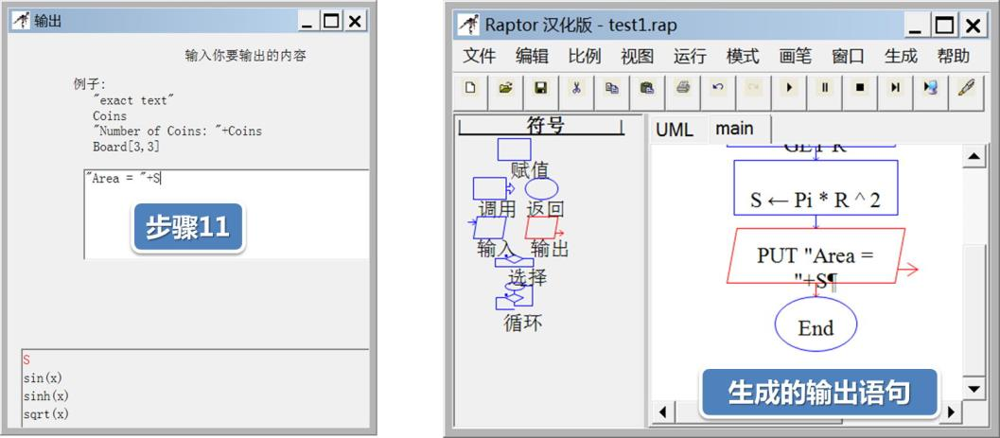 输出
输入你要输出的内容
例子:
"exact text"
Coins
"Number of Coins: "+Coins
Board[3,3]
"Area = "+S
步骤11
S
sin(x)
sinh(x)
sqrt(x)
Raptor 汉化版 - test1.rap
文件 编辑 比例 视图 运行 模式 画笔 窗口 生成 帮助
符号
赋值
调用 返回
输入 输出
选择
循环
UML main
GET R
S ← Pi * R ^ 2
PUT "Area =
"+S¶
End
生成的输出语句